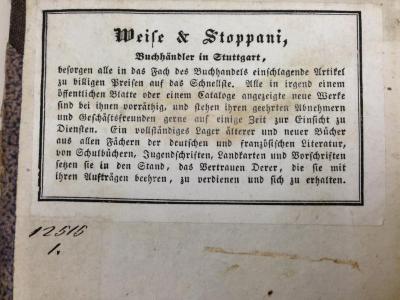 Weise & Stoppani,
Buchhändler in Stuttgart,
besorgen alle in das Fach des Buchhandels einschlagende Artikel
zu billigen Preisen auf das Schnellste. Alle in irgend einem
öffentlichen Blatte oder einem Cataloge angezeigte neue Werke
sind bei ihnen vorräthig, und stehen ihren geehrten Abnehmern
und Geschäftsfreunden gerne auf einige Zeit zur Einsicht zu
Diensten. Ein vollständiges Lager älterer und neuer Bücher
aus allen Fächern der deutschen und französischen Literatur,
von Schulbüchern, Jugendschriften, Landkarten und Vorschriften
setzen sie in den Stand, das Vertrauen Derer, die sie mit
ihren Aufträgen beehren, zu verdienen und sich zu erhalten.
12515
1.